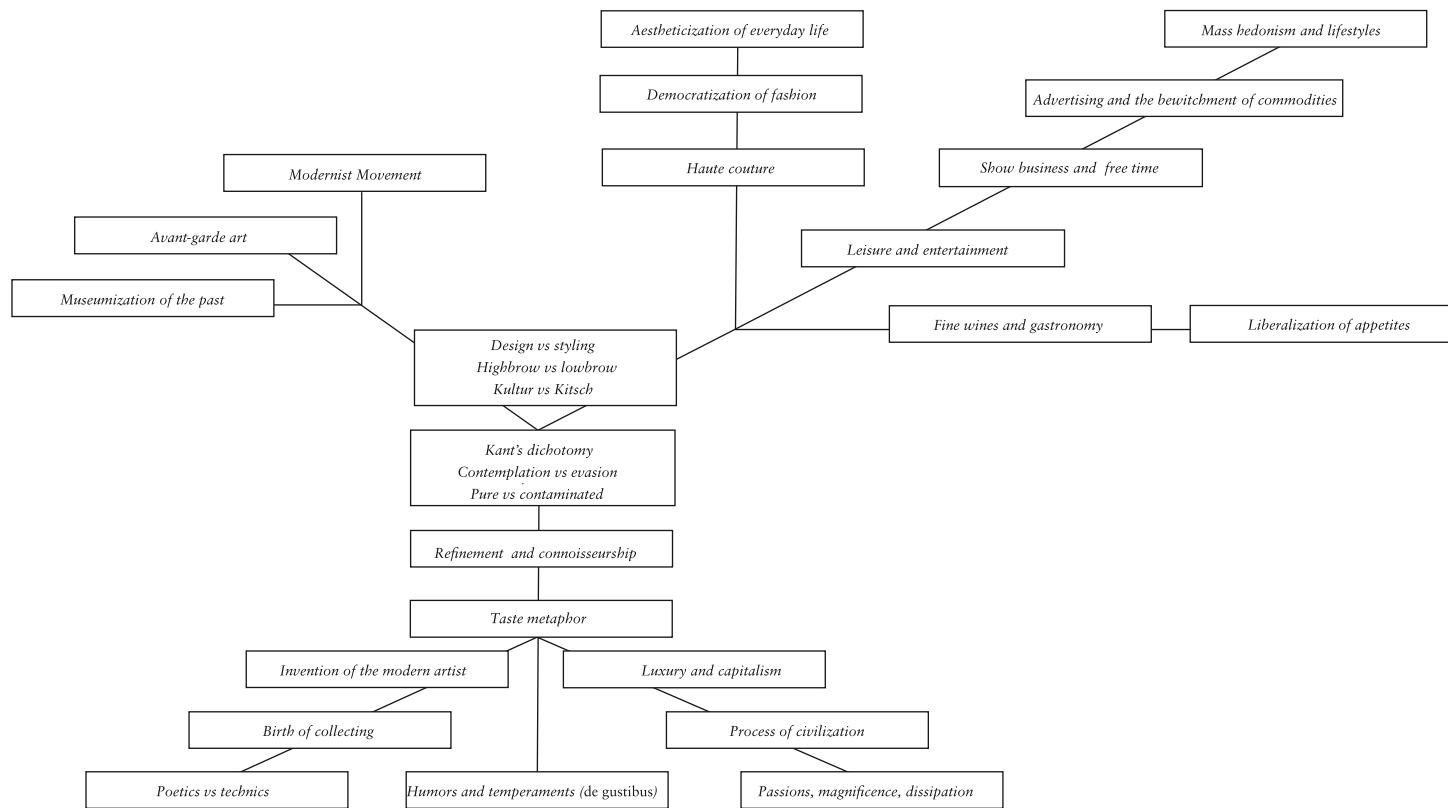 Aestheticization of everyday life
Mass hedonism and lifestyles
Democratization of fashion
Advertising and the bewitchment of commodities
Modernist Movement
Haute couture
Show business and free time
Avant-garde art
Leisure and entertainment
Museumization of the past
Fine wines and gastronomy
Liberalization of appetites
Design vs styling
Highbrow vs lowbrow
Kultur vs Kitsch
Kant's dichotomy
Contemplation vs evasion
Pure vs contaminated
Refinement and connoisseurship
Taste metaphor
Invention of the modern artist
Luxury and capitalism
Birth of collecting
Process of civilization
Poetics vs technics
Humors and temperaments (de gustibus)
Passions, magnificence, dissipation